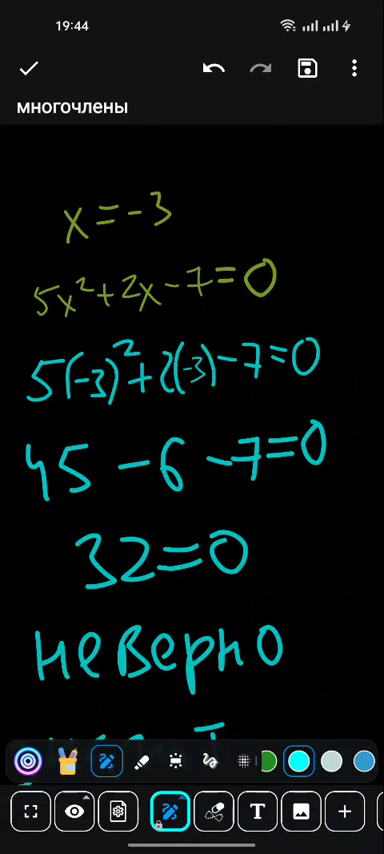 19:44
многочлены
x=-3
5x²+2x-7=0
5(-3)²+2(-3)-7=0
45-6-7=0
32=0
неверно
T